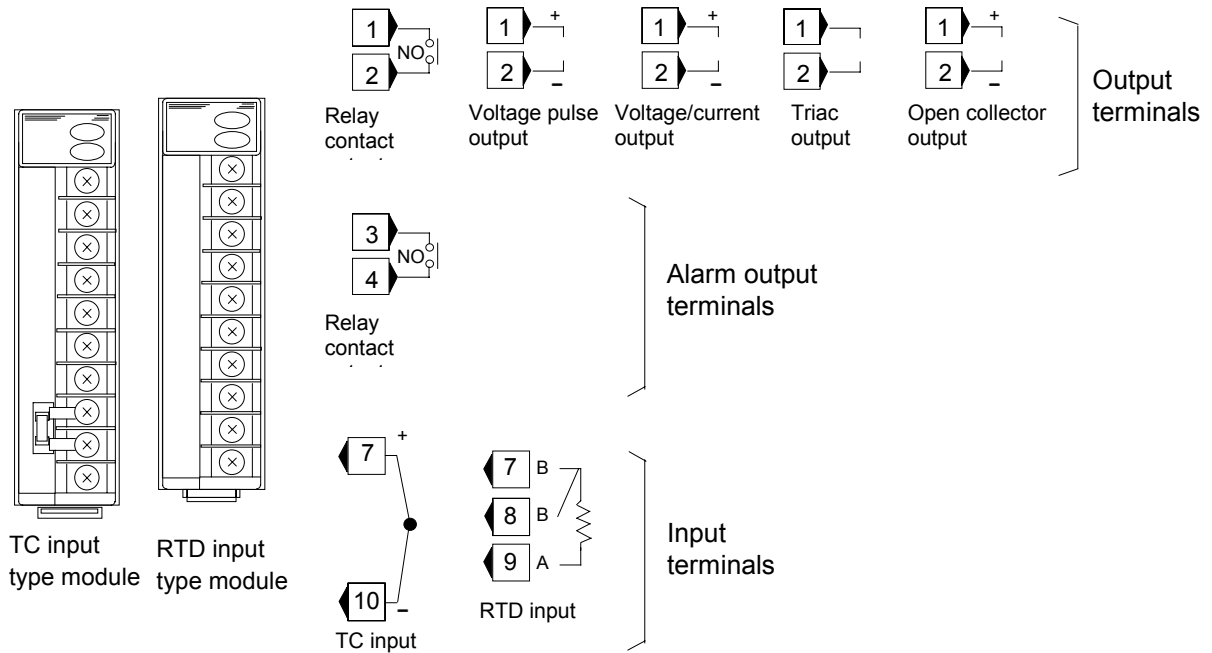 1
NO
2
Relay
contact
1
+
2
–
Voltage pulse
output
1
+
2
–
Voltage/current
output
1
2
Triac
output
1
+
2
–
Open collector
output
Output
terminals
3
NO
4
Relay
contact
Alarm output
terminals
7
+
10
–
TC input
7 B
8 B
9 A
RTD input
Input
terminals
TC input
type module
RTD input
type module